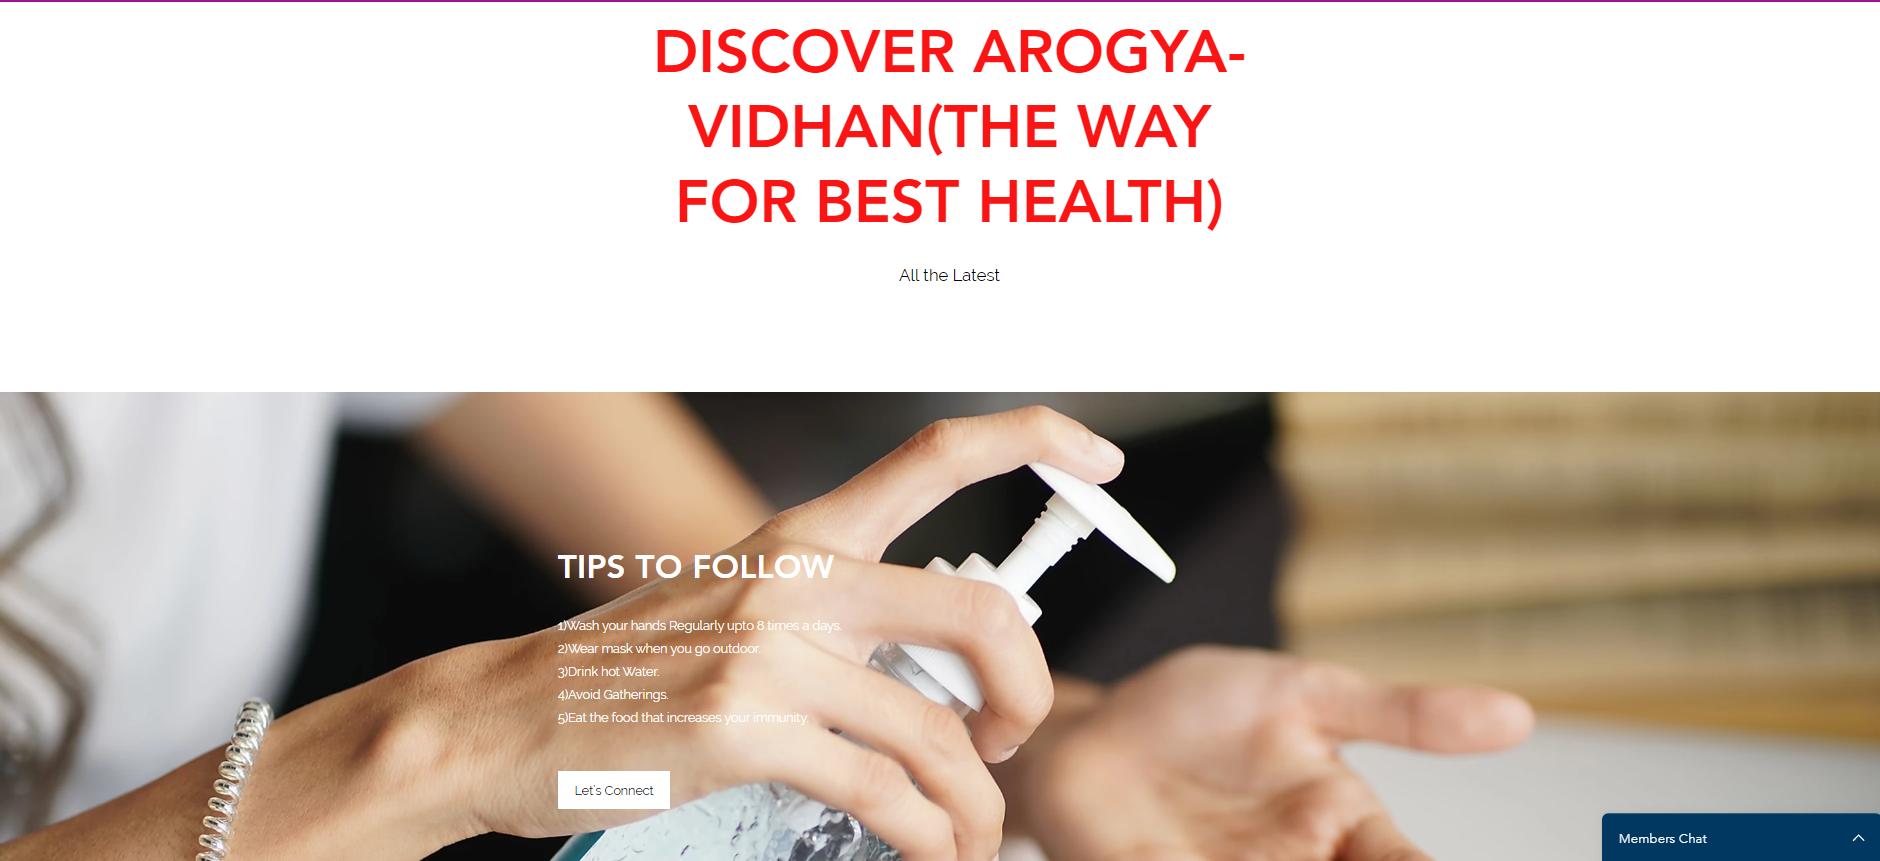 DISCOVER AROGYA-
VIDHAN(THE WAY
FOR BEST HEALTH)
All the Latest
TIPS TO FOLLOW
1)Wash your hands Regularly upto 8 times a days.
2)Wear mask when you go outdoor.
3)Drink hot Water.
4)Avoid Gatherings.
5)Eat the food that increases your immunity.
Let's Connect
Members Chat